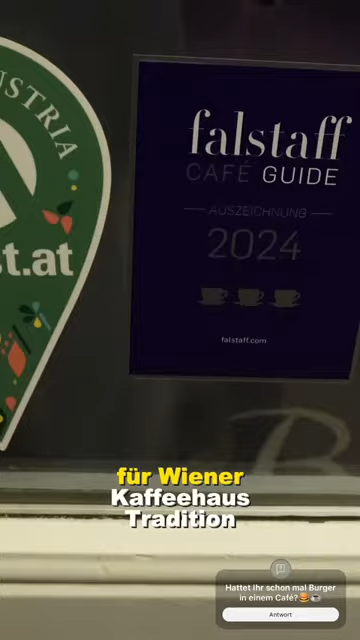 USTRIA
st.at
falstaff
CAFÉ GUIDE
AUSZEICHNUNG
2024
falstaff.com
B
für Wiener
Kaffeehaus
Tradition
Hattet Ihr schon mal Burger
in einem Café?🍔☕
Antwort